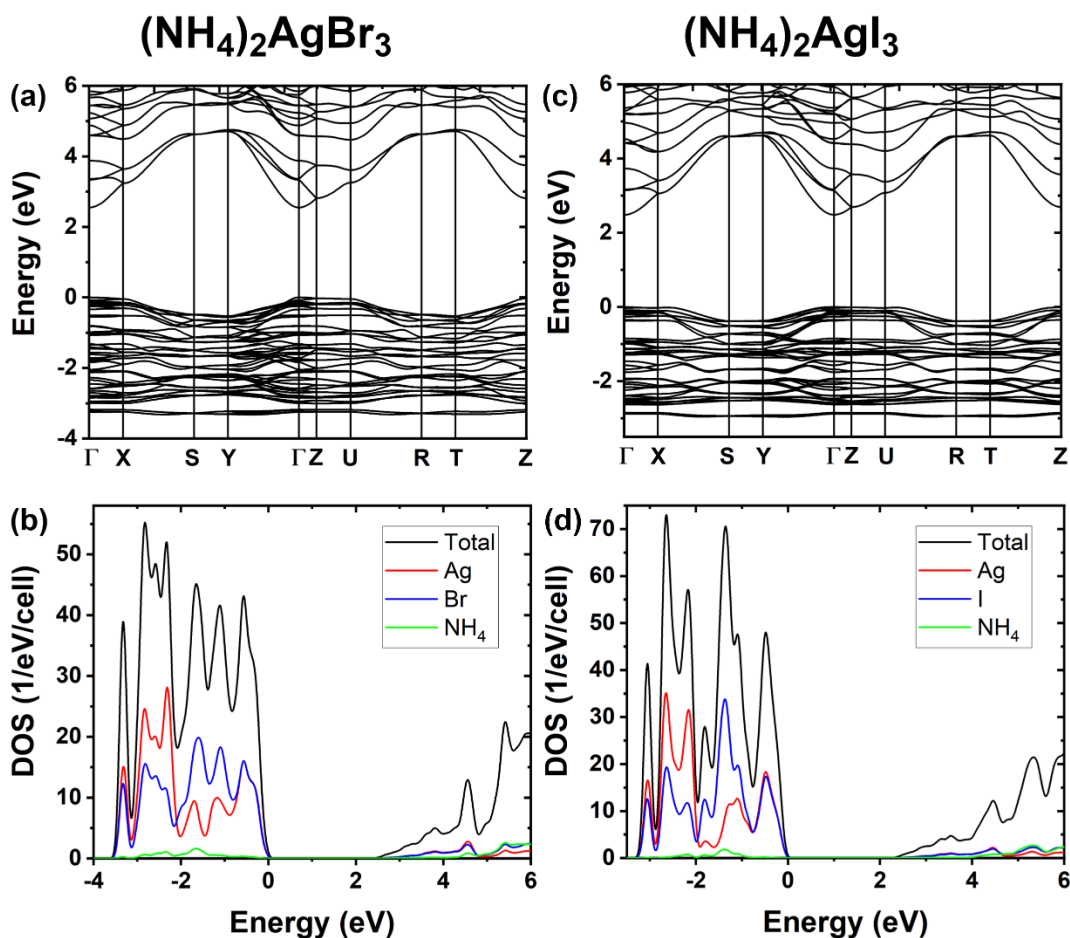 (NH₄)₂AgBr₃
(NH₄)₂AgI₃
(a)
Energy (eV)
6
4
2
0
-2
-4
Γ X S Y Γ Z U R T Z
(c)
Energy (eV)
6
4
2
0
-2
Γ X S Y Γ Z U R T Z
(b)
DOS (1/eV/cell)
50
40
30
20
10
0
Total
Ag
Br
NH₄
-4 -2 0 2 4 6
Energy (eV)
(d)
DOS (1/eV/cell)
70
60
50
40
30
20
10
0
Total
Ag
I
NH₄
-2 0 2 4 6
Energy (eV)